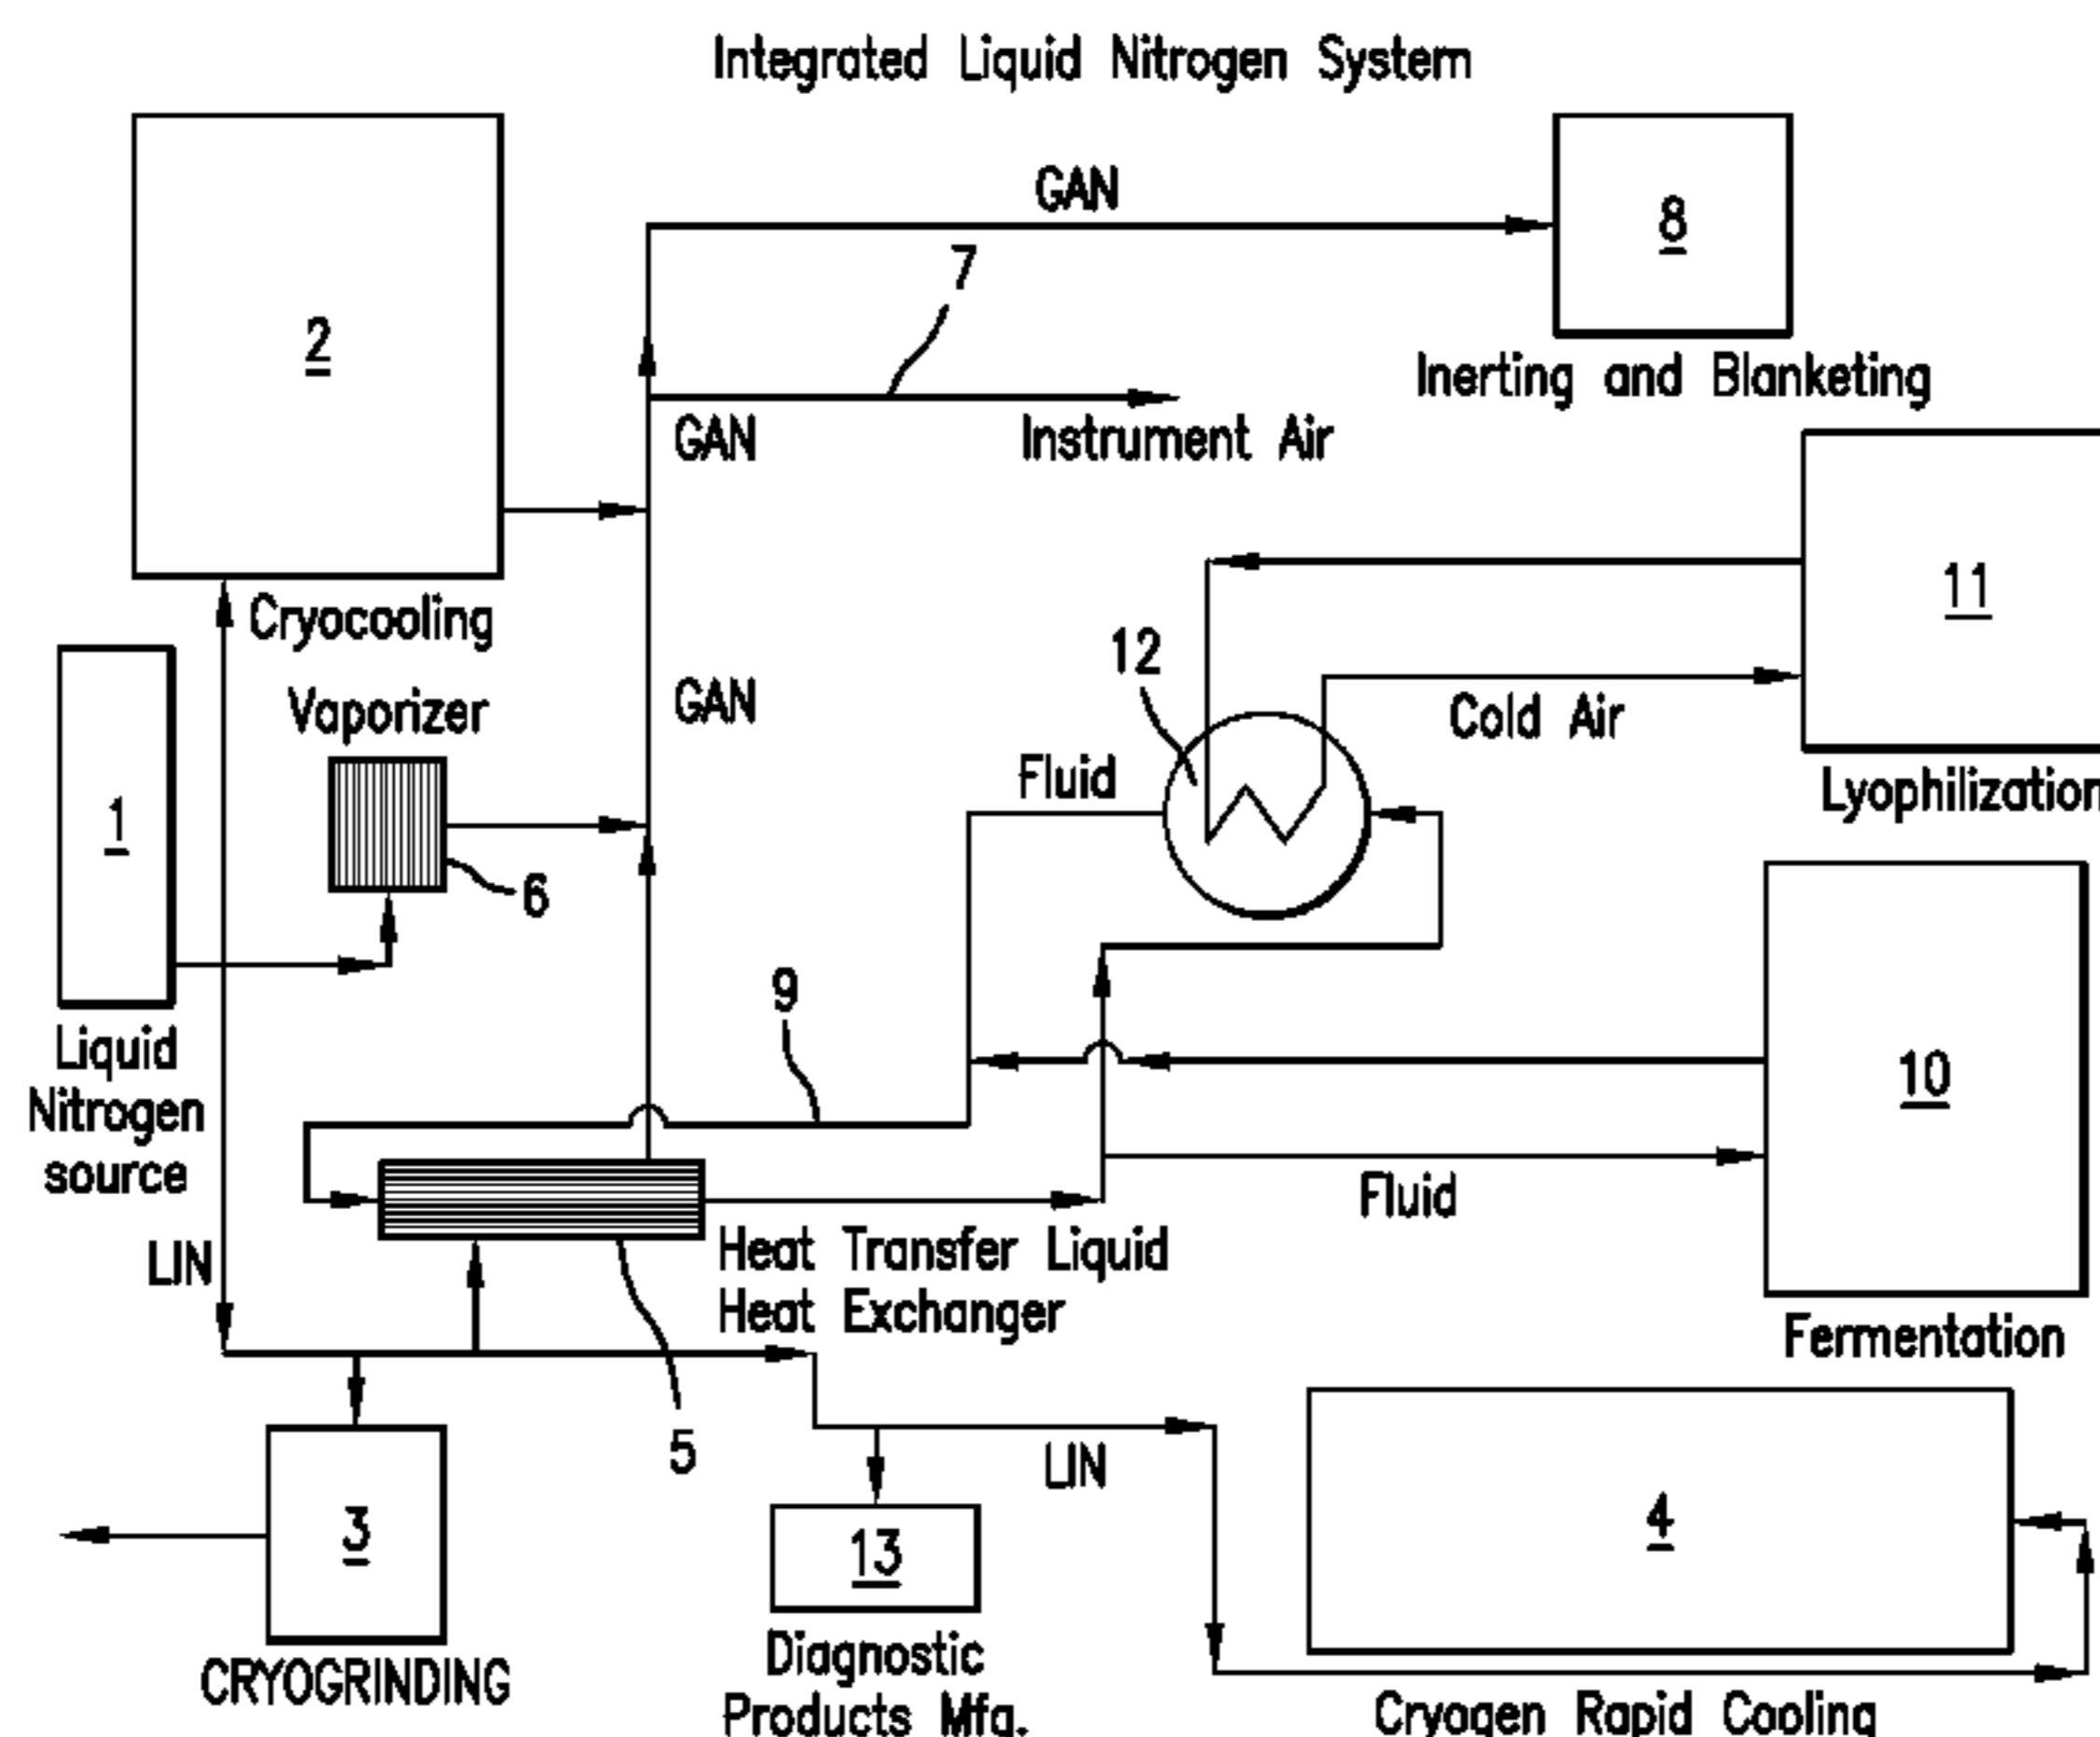 Integrated Liquid Nitrogen System
GAN
8
7
2
Inerting and Blanketing
GAN
Instrument Air
11
Cryocooling
12
Vaporizer
GAN
Cold Air
Fluid
Lyophilization
1
6
9
Liquid
Nitrogen
source
10
Fluid
LIN
Heat Transfer Liquid
Heat Exchanger
Fermentation
5
LIN
3
13
4
CRYOGRINDING
Diagnostic
Products Mfg.
Cryogen Rapid Cooling